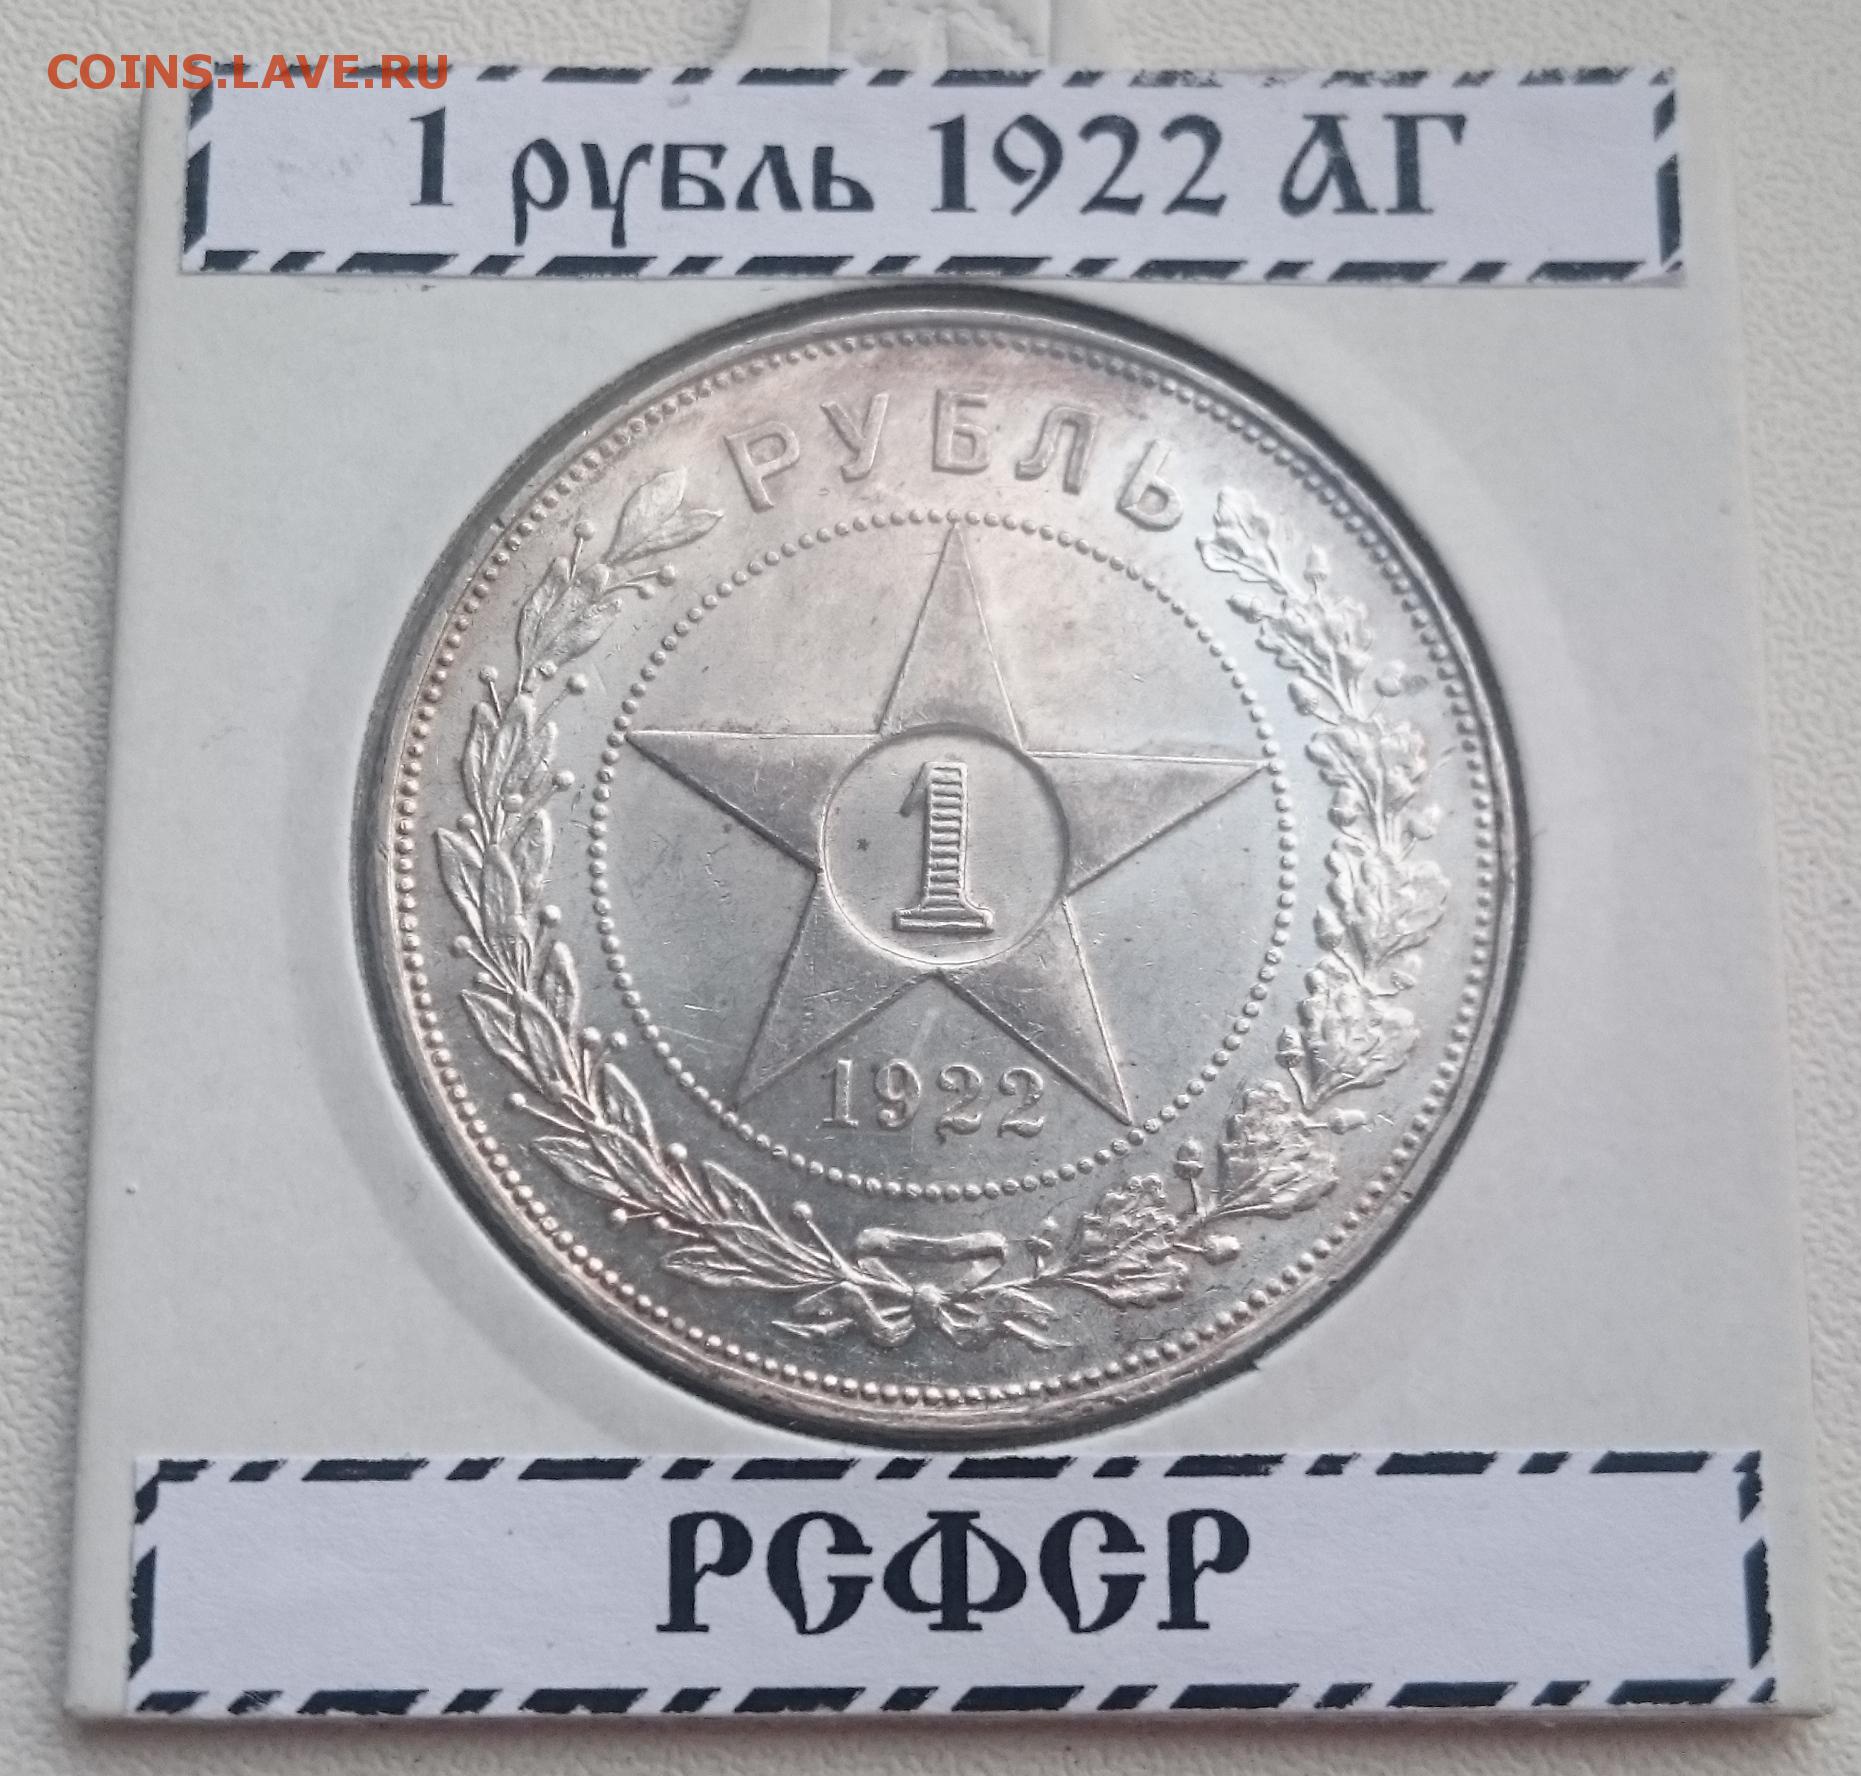 COINS.LAVE.RU
1 рубль 1922 АГ
РУБЛЬ
1
1922
РСФСР